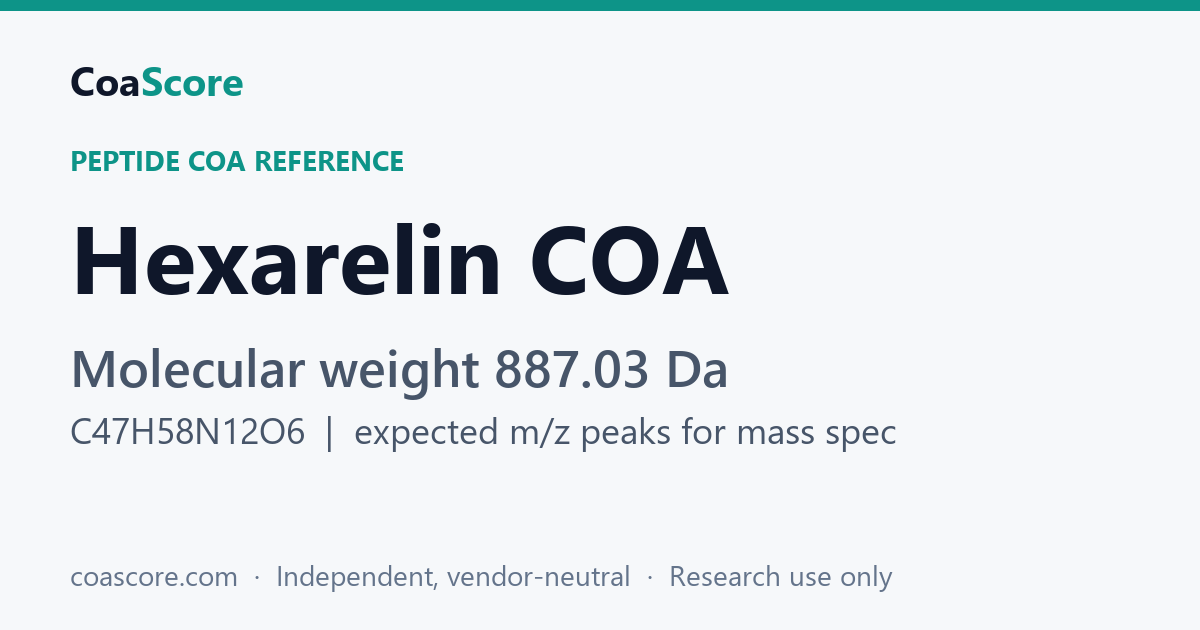 CoaScore
PEPTIDE COA REFERENCE
Hexarelin COA
Molecular weight 887.03 Da
C47H58N12O6 | expected m/z peaks for mass spec
coascore.com · Independent, vendor-neutral · Research use only